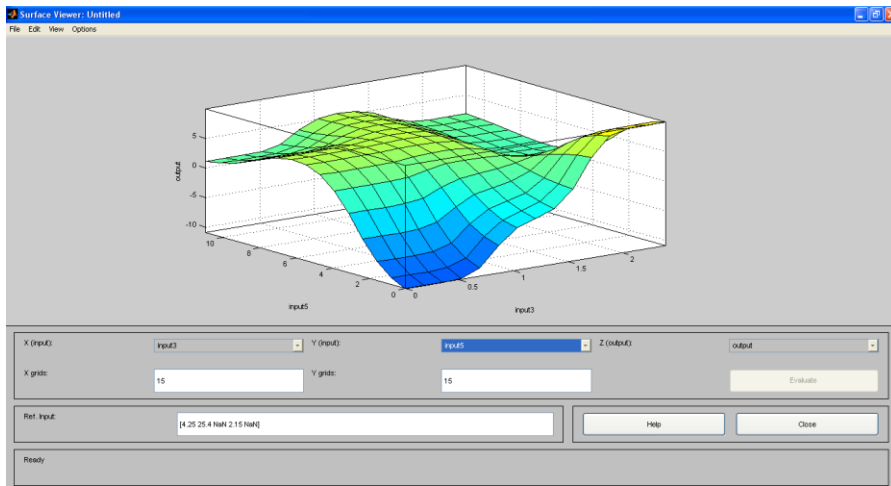 Surface Viewer: Untitled
File Edit View Options
output
5
0
-5
-10
10
8
6
4
2
0
0
0.5
1
1.5
2
input5
input3
X (input): input3 Y (input): input5 Z (output): output
X grids: 15 Y grids: 15 Evaluate
Ref. Input: [4.25 25.4 NaN 2.15 NaN] Help Close
Ready